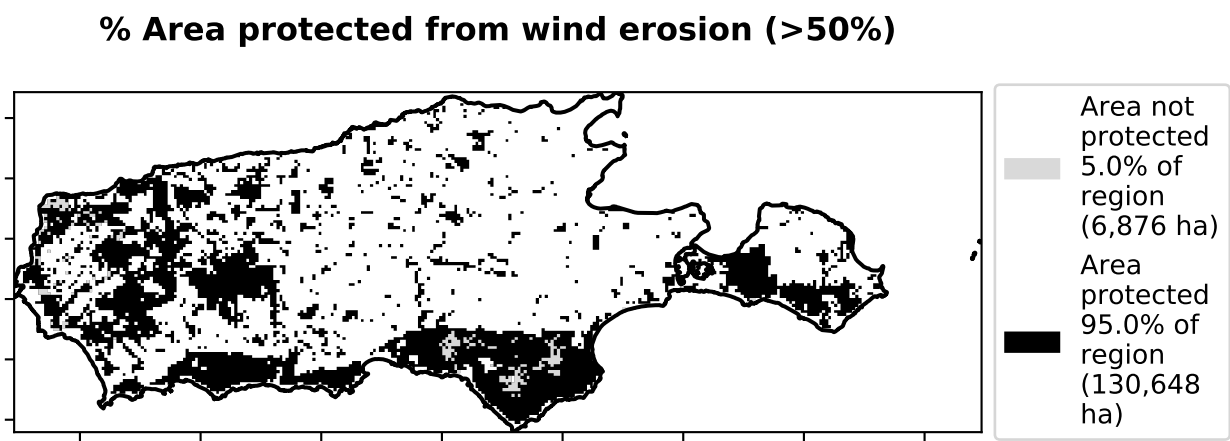 % Area protected from wind erosion (>50%)
Area not
protected
5.0% of
region
(6,876 ha)
Area
protected
95.0% of
region
(130,648
ha)